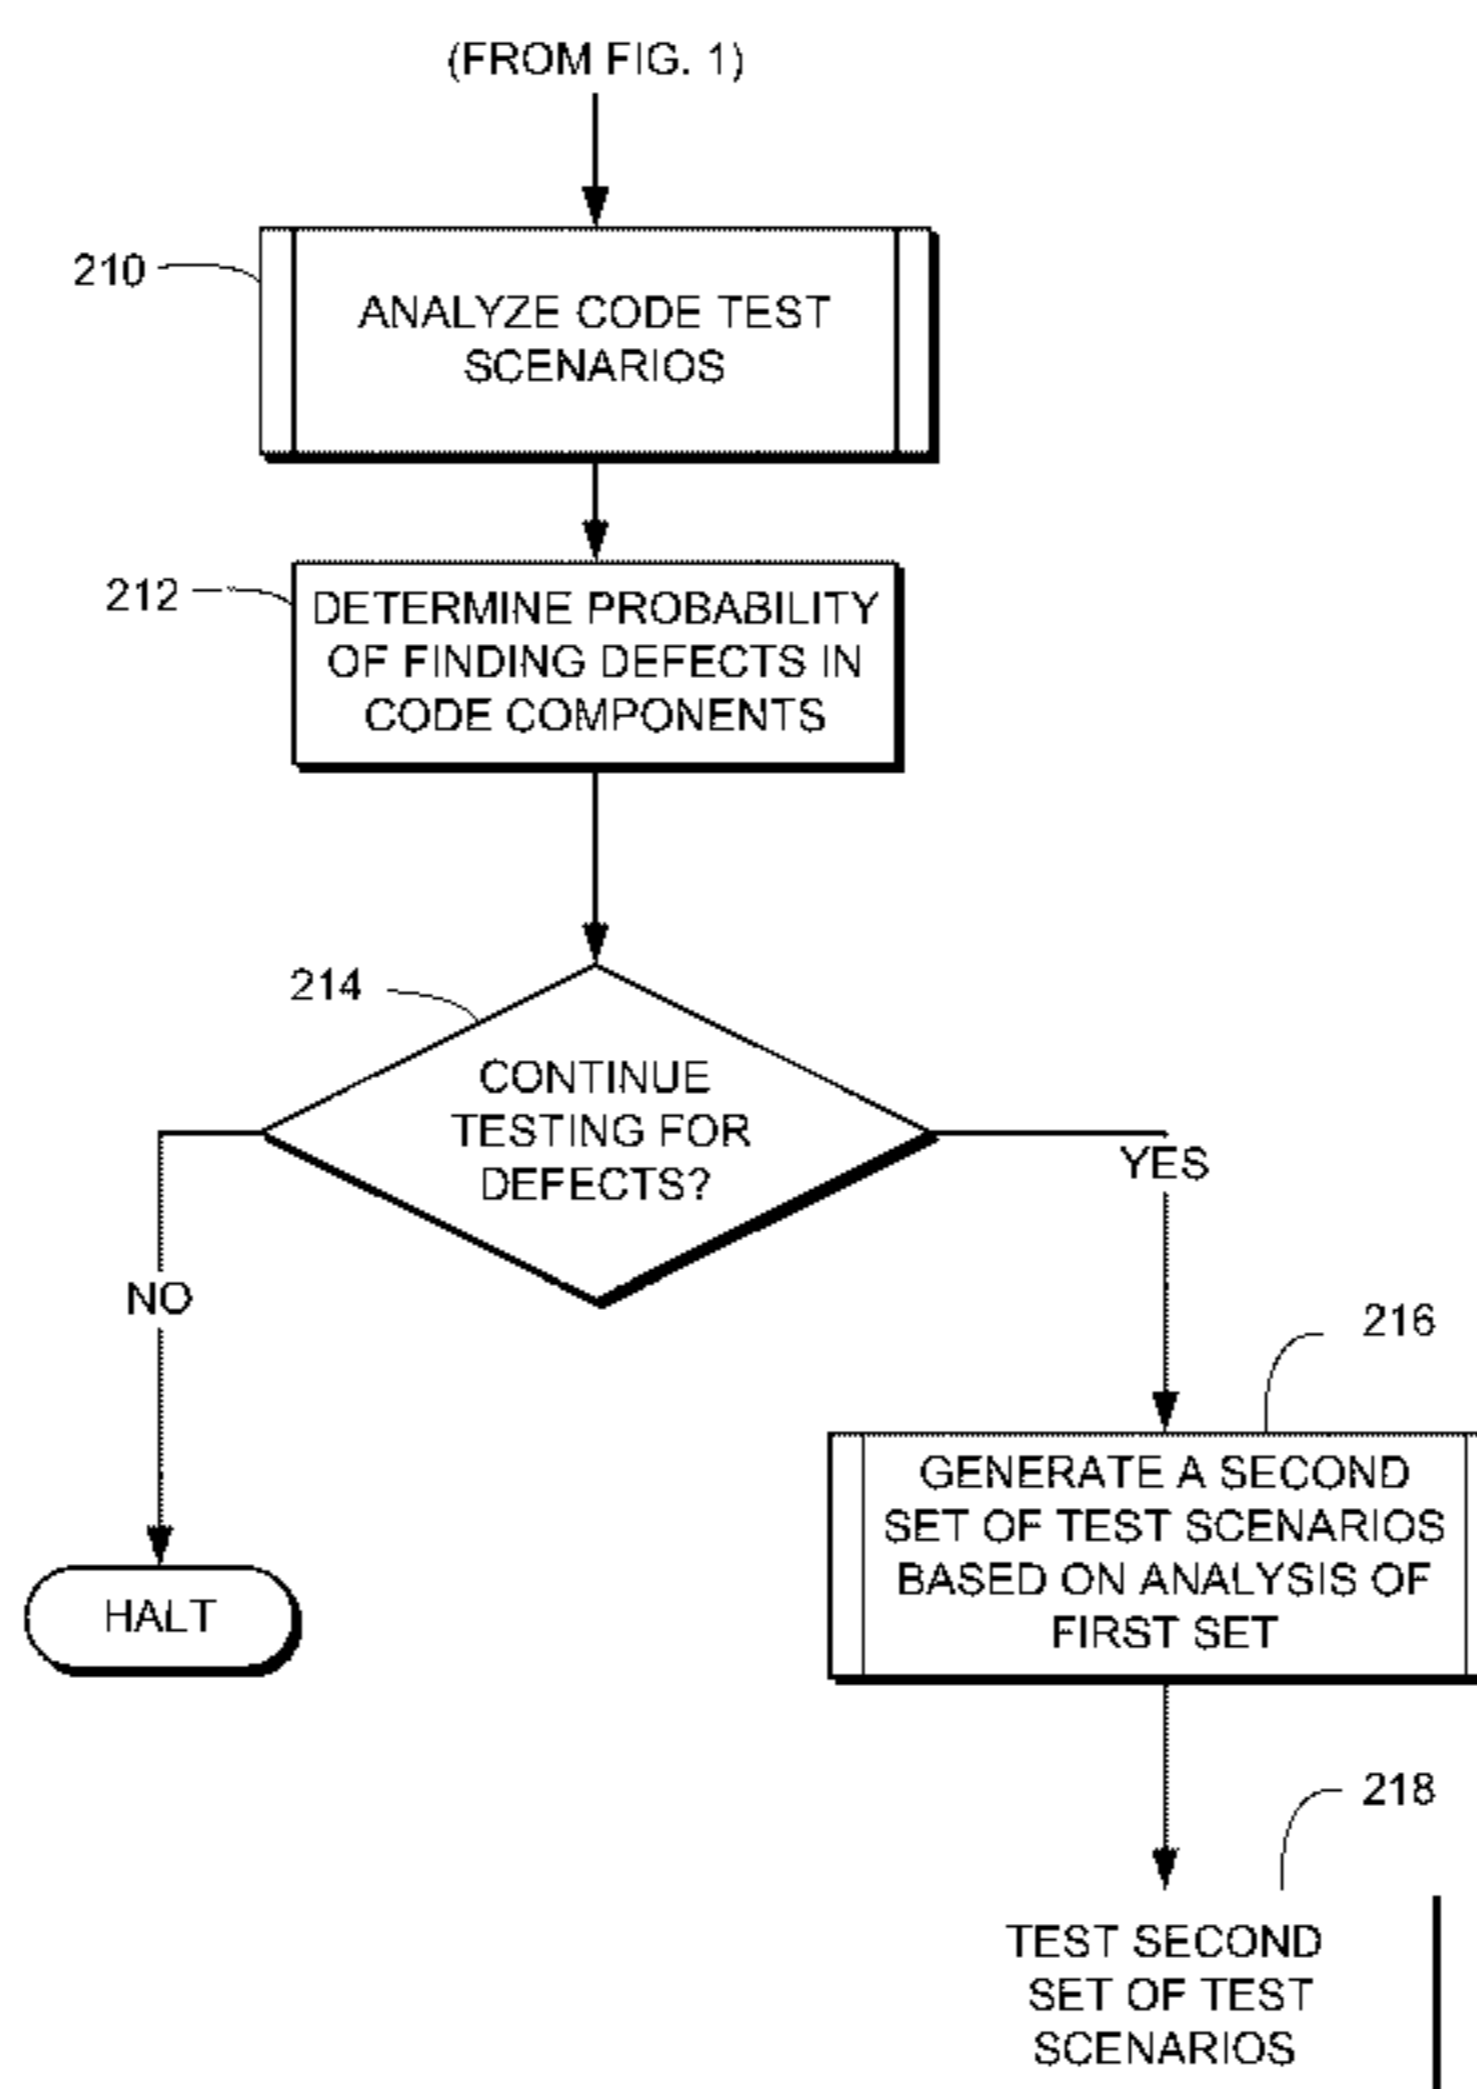 (FROM FIG. 1)
210
ANALYZE CODE TEST
SCENARIOS
212
DETERMINE PROBABILITY
OF FINDING DEFECTS IN
CODE COMPONENTS
214
CONTINUE
TESTING FOR
DEFECTS?
YES
NO
216
GENERATE A SECOND
SET OF TEST SCENARIOS
BASED ON ANALYSIS OF
FIRST SET
HALT
218
TEST SECOND
SET OF TEST
SCENARIOS